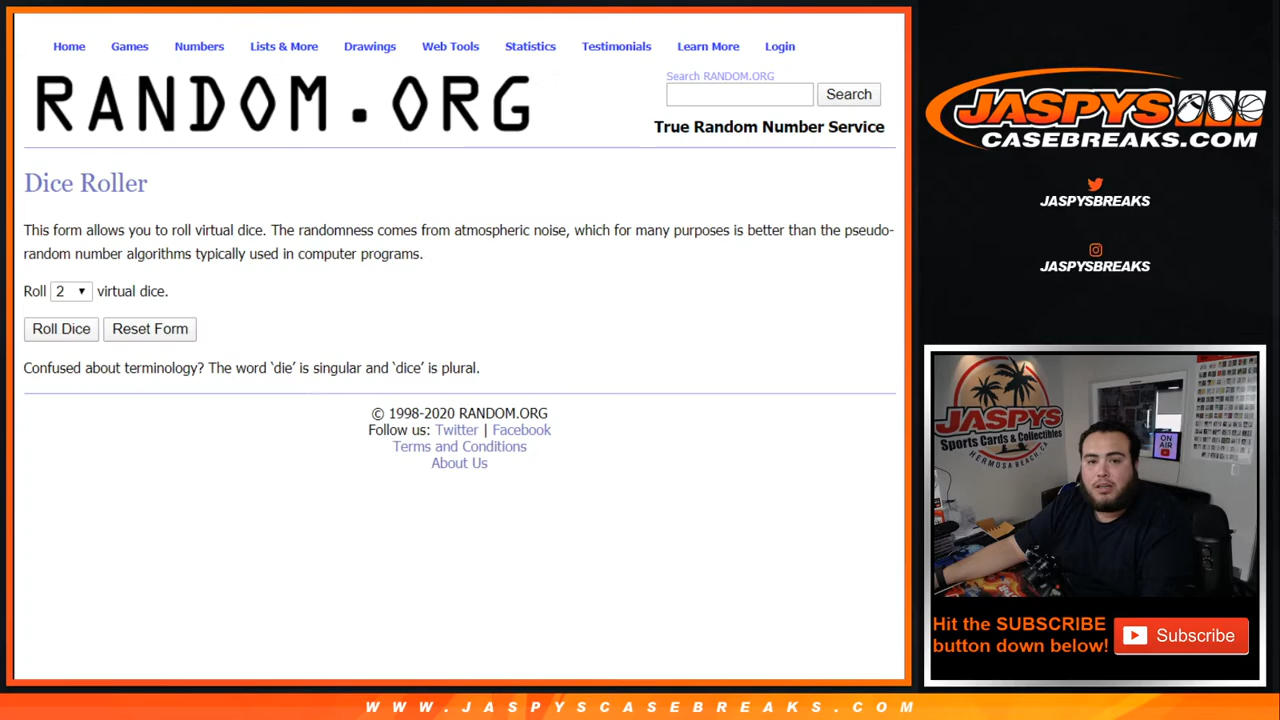 Home Games Numbers Lists & More Drawings Web Tools Statistics Testimonials Learn More Login
RANDOM.ORG
Search RANDOM.ORG
Search
True Random Number Service
Dice Roller
This form allows you to roll virtual dice. The randomness comes from atmospheric noise, which for many purposes is better than the pseudo-
random number algorithms typically used in computer programs.
Roll 2 virtual dice.
Roll Dice Reset Form
Confused about terminology? The word 'die' is singular and 'dice' is plural.
© 1998-2020 RANDOM.ORG
Follow us: Twitter | Facebook
Terms and Conditions
About Us
JASPYS
CASEBREAKS.COM
JASPYSBREAKS
JASPYSBREAKS
JASPYS
Sports Cards & Collectibles
HERMOSA BEACH, CA
ON
AIR
Hit the SUBSCRIBE
button down below!
Subscribe
WWW.JASPYSCASEBREAKS.COM